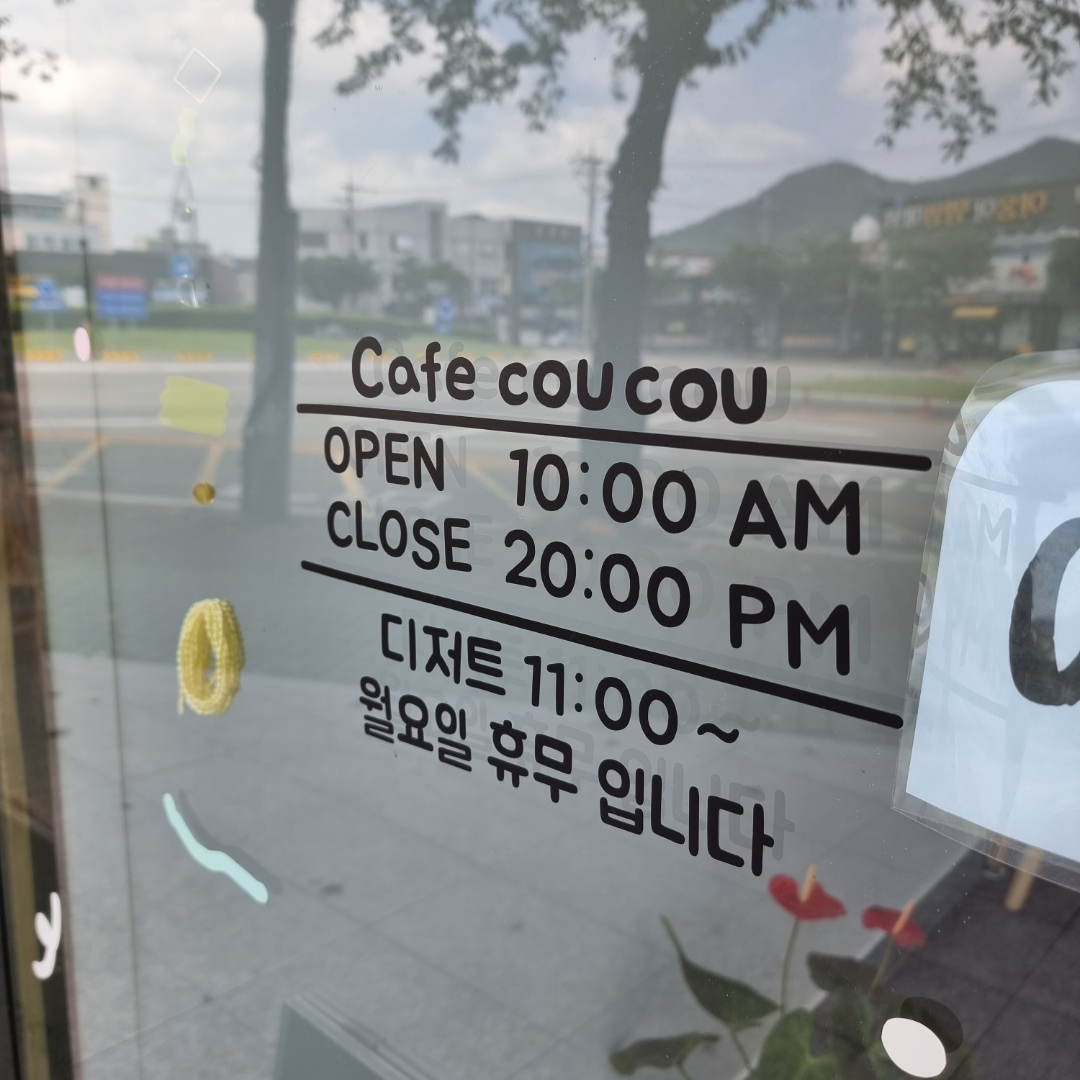 Cafe coucou
OPEN 10:00 AM
CLOSE 20:00 PM
디저트 11:00 ~
월요일 휴무 입니다
y